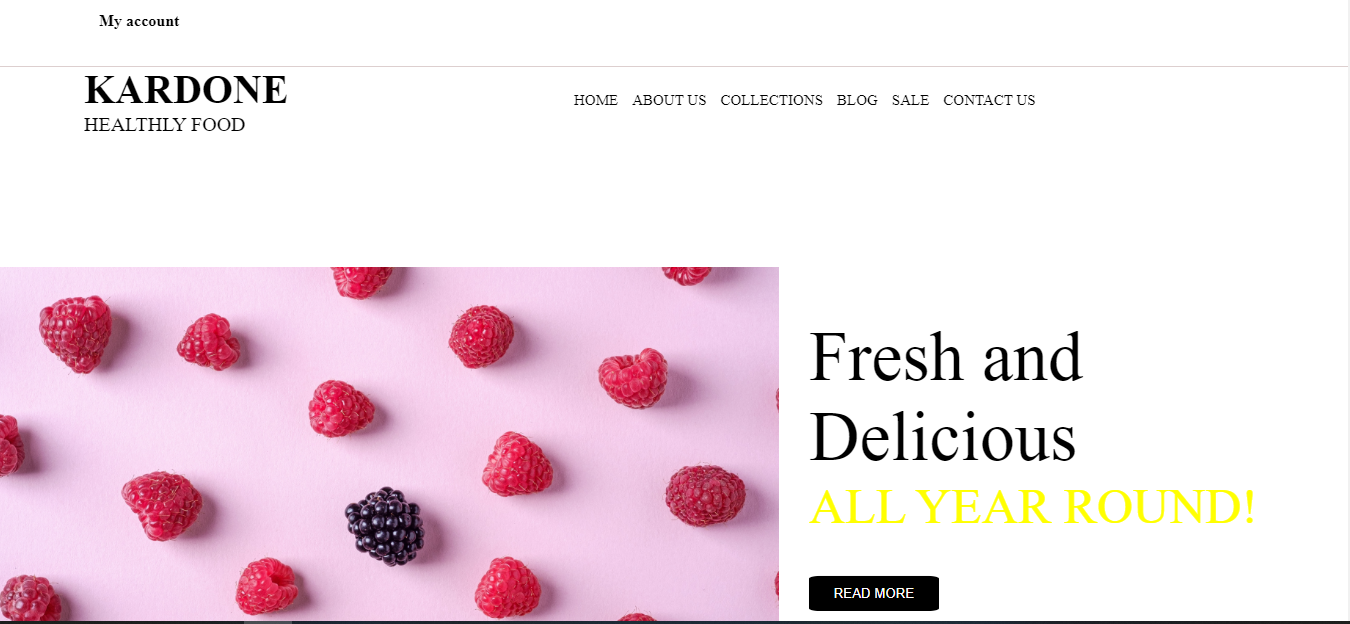 My account
KARDONE
HEALTHLY FOOD
HOME ABOUT US COLLECTIONS BLOG SALE CONTACT US
Fresh and
Delicious
ALL YEAR ROUND!
READ MORE